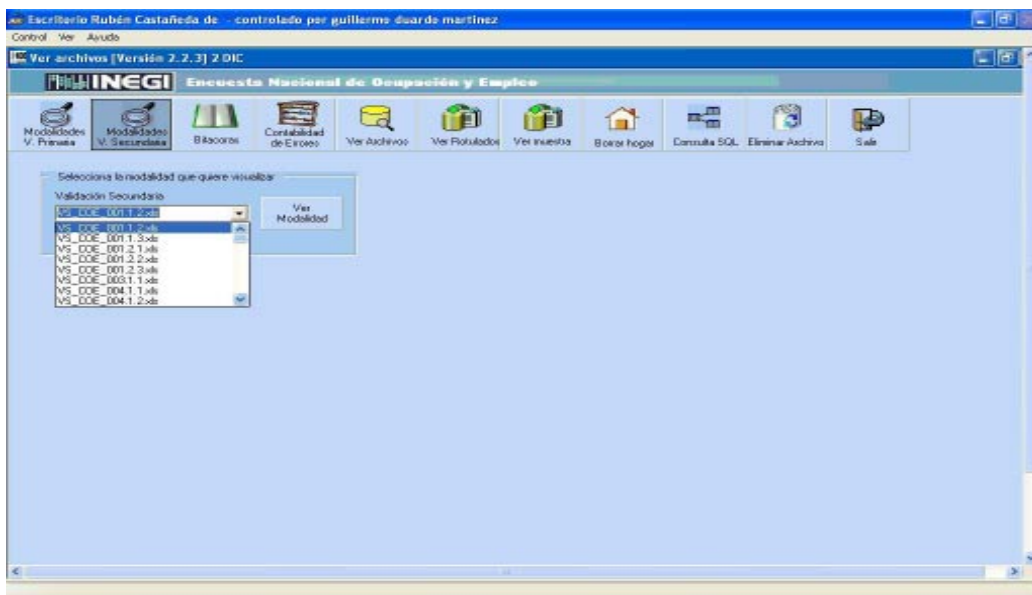 Escritorio Rubén Castañeda de - controlado por guillermo duarde martinez
Control Ver Ayuda
Ver archivos [Versión 2.2.3] 2 DIC
INEGI Encuesta Nacional de Ocupación y Empleo
Modalidades V. Primaria
Modalidades V. Secundaria
Bitácoras
Contabilidad de Errores
Ver Archivos
Ver Rotulados
Ver muestra
Borrar hogar
Consulta SQL
Eliminar Archivo
Salir
Selecciona la modalidad que quiere visualizar
Validación Secundaria
VS_COE_001.1.2.xls
Ver Modalidad
VS_COE_001.1.2.xls
VS_COE_001.1.3.xls
VS_COE_001.2.1.xls
VS_COE_001.2.2.xls
VS_COE_001.2.3.xls
VS_COE_003.1.1.xls
VS_COE_004.1.1.xls
VS_COE_004.1.2.xls